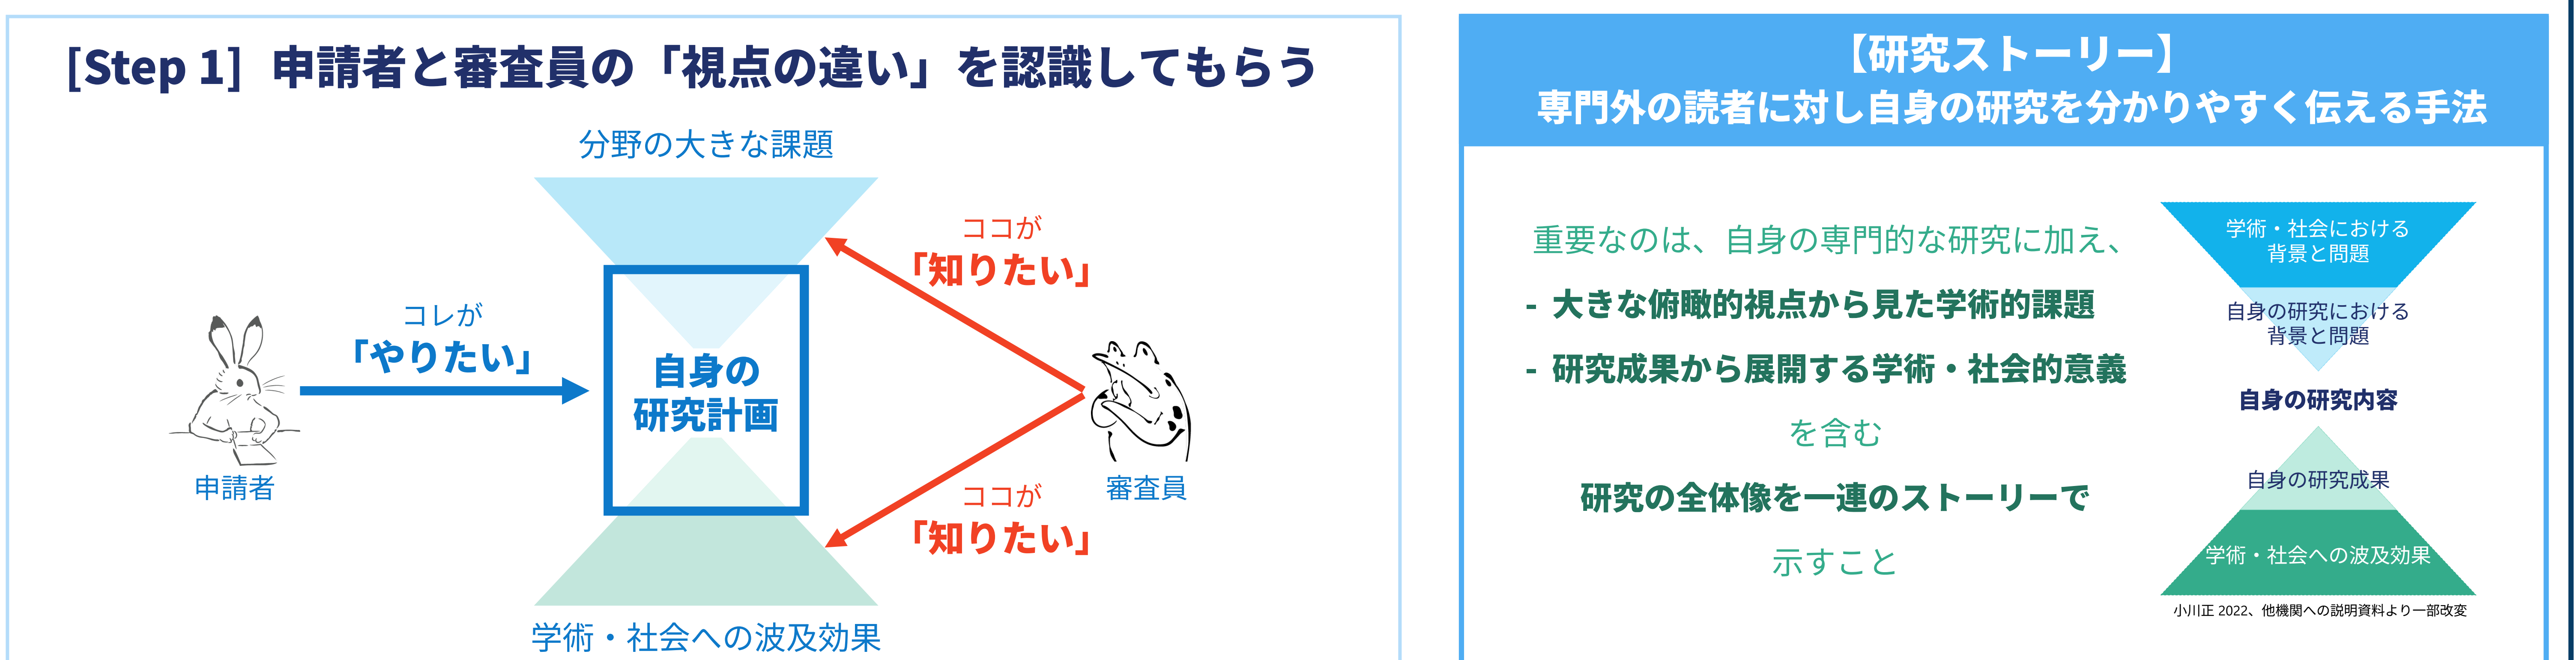 [Step 1] 申請者と審査員の「視点の違い」を認識してもらう
分野の大きな課題
ココが
「知りたい」
コレが
「やりたい」
自身の
研究計画
申請者
審査員
ココが
「知りたい」
学術・社会への波及効果
【研究ストーリー】
専門外の読者に対し自身の研究を分かりやすく伝える手法
重要なのは、自身の専門的な研究に加え、
- 大きな俯瞰的視点から見た学術的課題
- 研究成果から展開する学術・社会的意義
を含む
研究の全体像を一連のストーリーで
示すこと
学術・社会における
背景と問題
自身の研究における
背景と問題
自身の研究内容
自身の研究成果
学術・社会への波及効果
小川正 2022、他機関への説明資料より一部改変